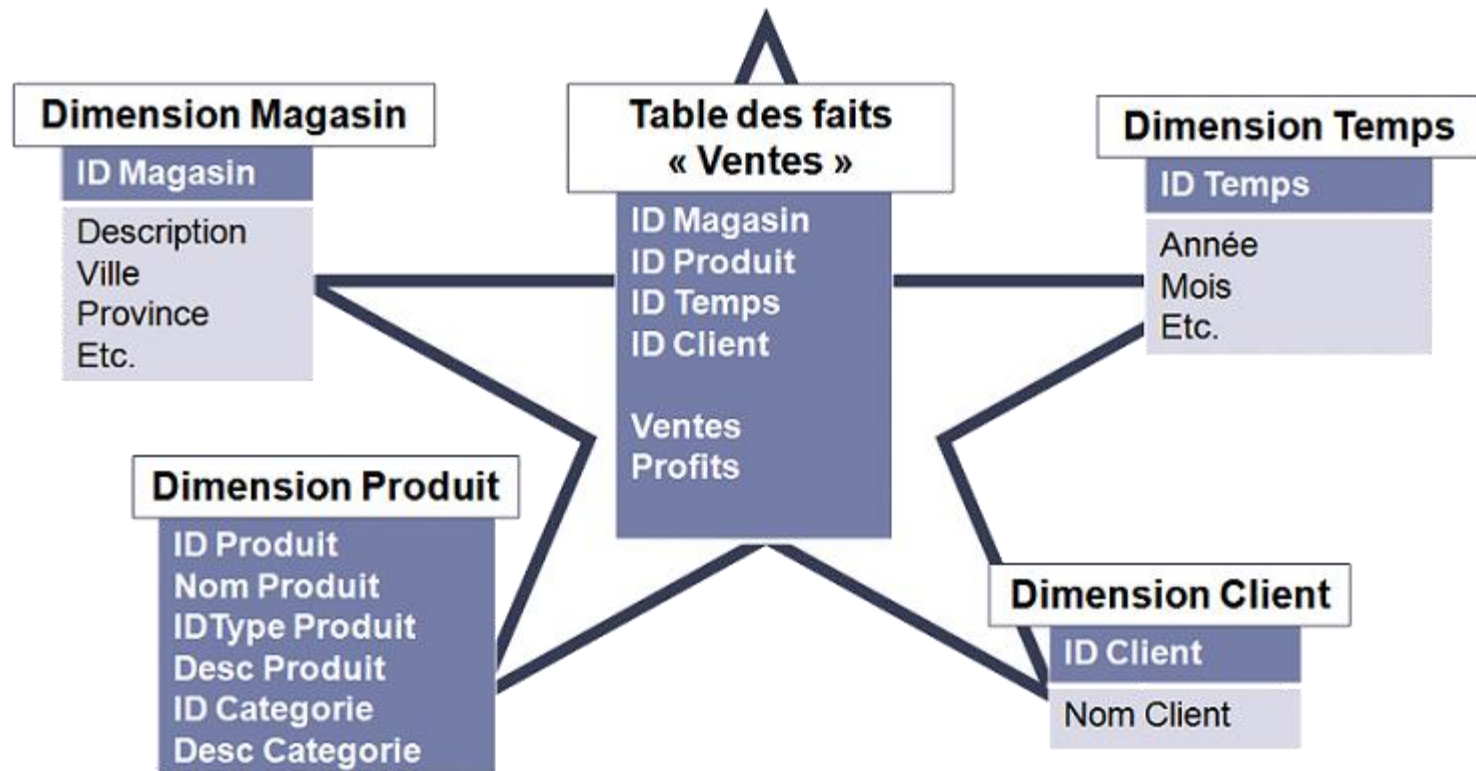 Dimension Magasin
ID Magasin
Description
Ville
Province
Etc.
Table des faits
« Ventes »
ID Magasin
ID Produit
ID Temps
ID Client
Ventes
Profits
Dimension Temps
ID Temps
Année
Mois
Etc.
Dimension Produit
ID Produit
Nom Produit
IDType Produit
Desc Produit
ID Categorie
Desc Categorie
Dimension Client
ID Client
Nom Client